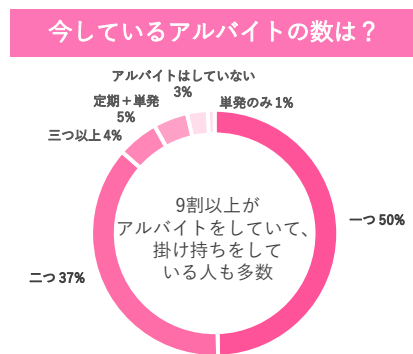 今しているアルバイトの数は？
アルバイトはしていない
3%
単発のみ 1%
定期＋単発
5%
三つ以上 4%
9割以上が
アルバイトをしていて、
掛け持ちをして
いる人も多数
一つ 50%
二つ 37%